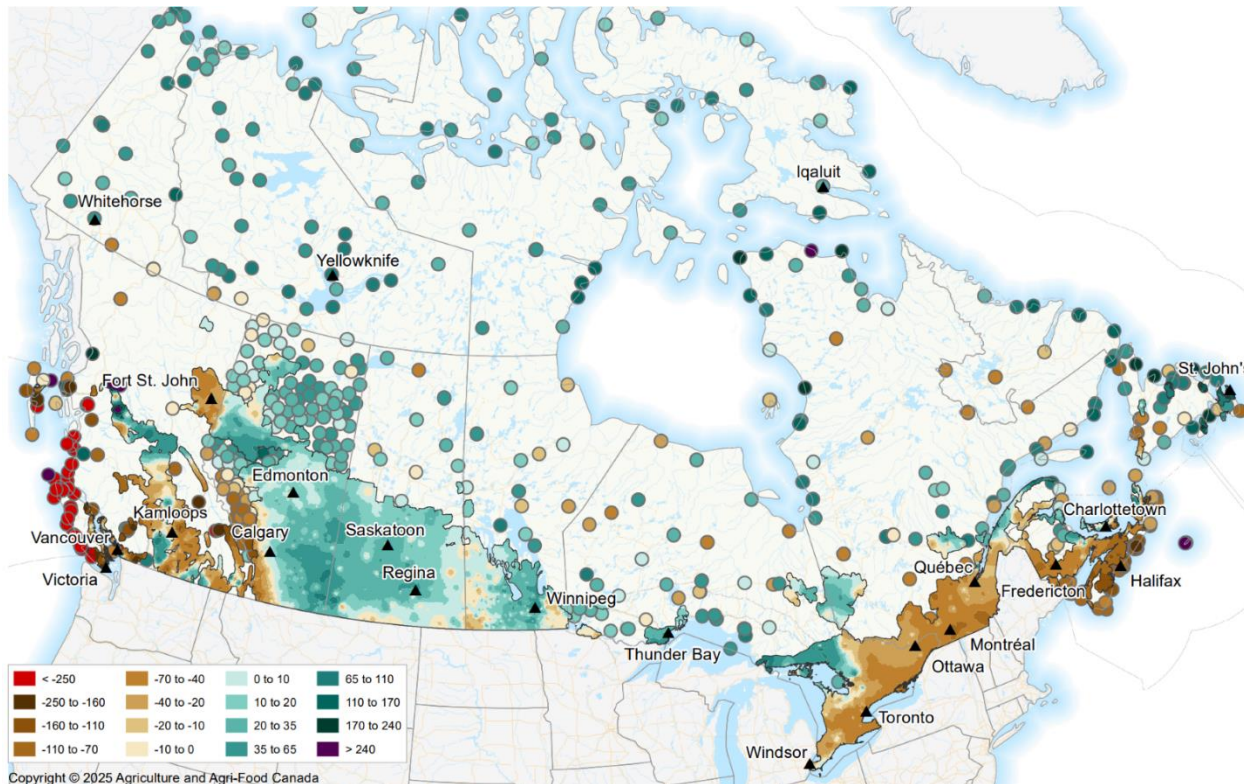 Iqaluit
Whitehorse
Yellowknife
St. John's
Fort St. John
Edmonton
Charlottetown
Kamloops
Saskatoon
Vancouver
Calgary
Québec
Halifax
Victoria
Regina
Fredericton
Winnipeg
Montréal
Thunder Bay
Ottawa
Toronto
Windsor
< -250 -70 to -40 0 to 10 65 to 110
-250 to -160 -40 to -20 10 to 20 110 to 170
-160 to -110 -20 to -10 20 to 35 170 to 240
-110 to -70 -10 to 0 35 to 65 > 240
Copyright © 2025 Agriculture and Agri-Food Canada